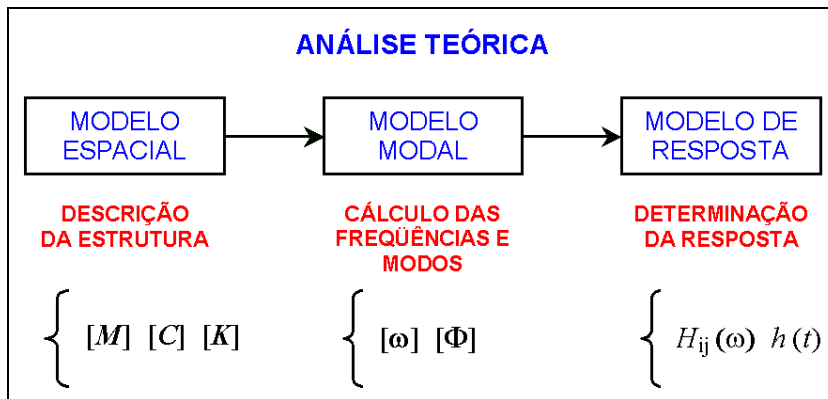 ANÁLISE TEÓRICA
MODELO
ESPACIAL
MODELO
MODAL
MODELO DE
RESPOSTA
DESCRIÇÃO
DA ESTRUTURA
CÁLCULO DAS
FREQÜÊNCIAS E
MODOS
DETERMINAÇÃO
DA RESPOSTA
[M] [C] [K]
[ω] [Φ]
H_ij(ω) h(t)